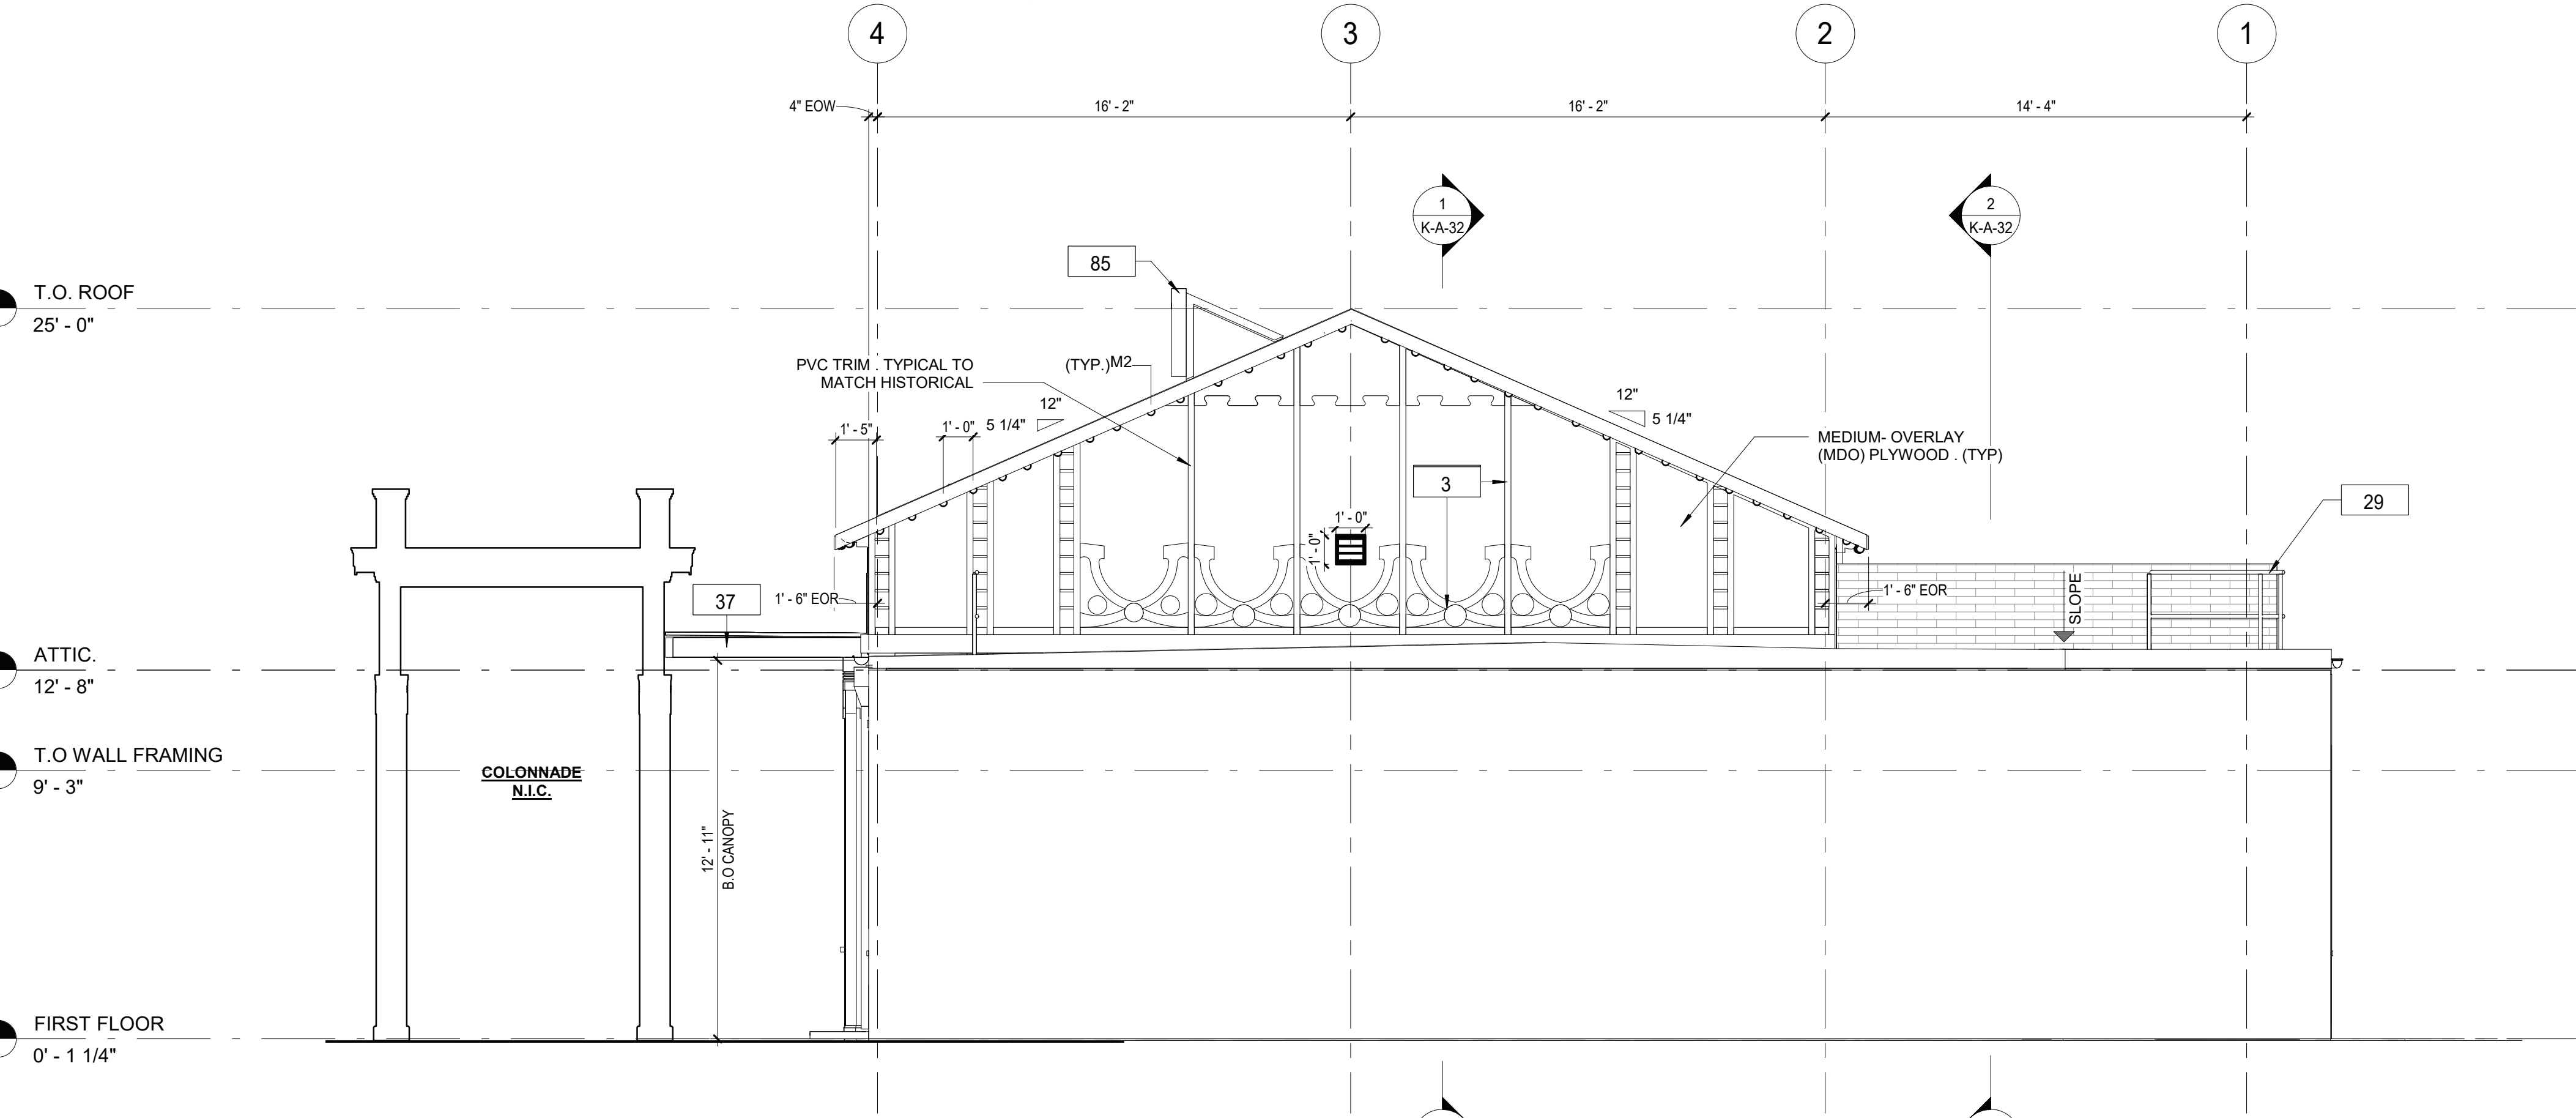 4
3
2
1
4" EOW
16' - 2"
16' - 2"
14' - 4"
1
K-A-32
2
K-A-32
85
T.O. ROOF
25' - 0"
PVC TRIM . TYPICAL TO
MATCH HISTORICAL
(TYP.)M2
12"
5 1/4"
12"
5 1/4"
1' - 5"
1' - 0"
MEDIUM- OVERLAY
(MDO) PLYWOOD . (TYP)
3
29
1' - 0"
1' - 0"
37
1' - 6" EOR
1' - 6" EOR
SLOPE
ATTIC.
12' - 8"
T.O WALL FRAMING
9' - 3"
COLONNADE
N.I.C.
12' - 11"
B.O CANOPY
FIRST FLOOR
0' - 1 1/4"